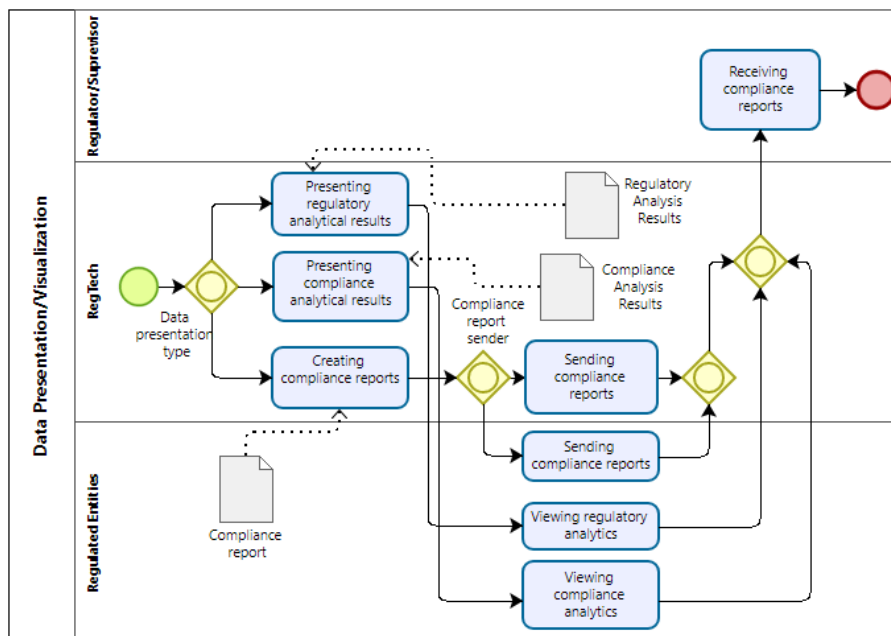 Data Presentation/Visualization
Regulator/Suprevisor
Receiving
compliance
reports
RegTech
Presenting
regulatory
analytical results
Regulatory
Analysis
Results
Presenting
compliance
analytical results
Compliance
Analysis
Results
Data
presentation
type
Compliance
report
sender
Creating
compliance reports
Sending
compliance
reports
Regulated Entities
Sending
compliance reports
Compliance
report
Viewing regulatory
analytics
Viewing
compliance
analytics